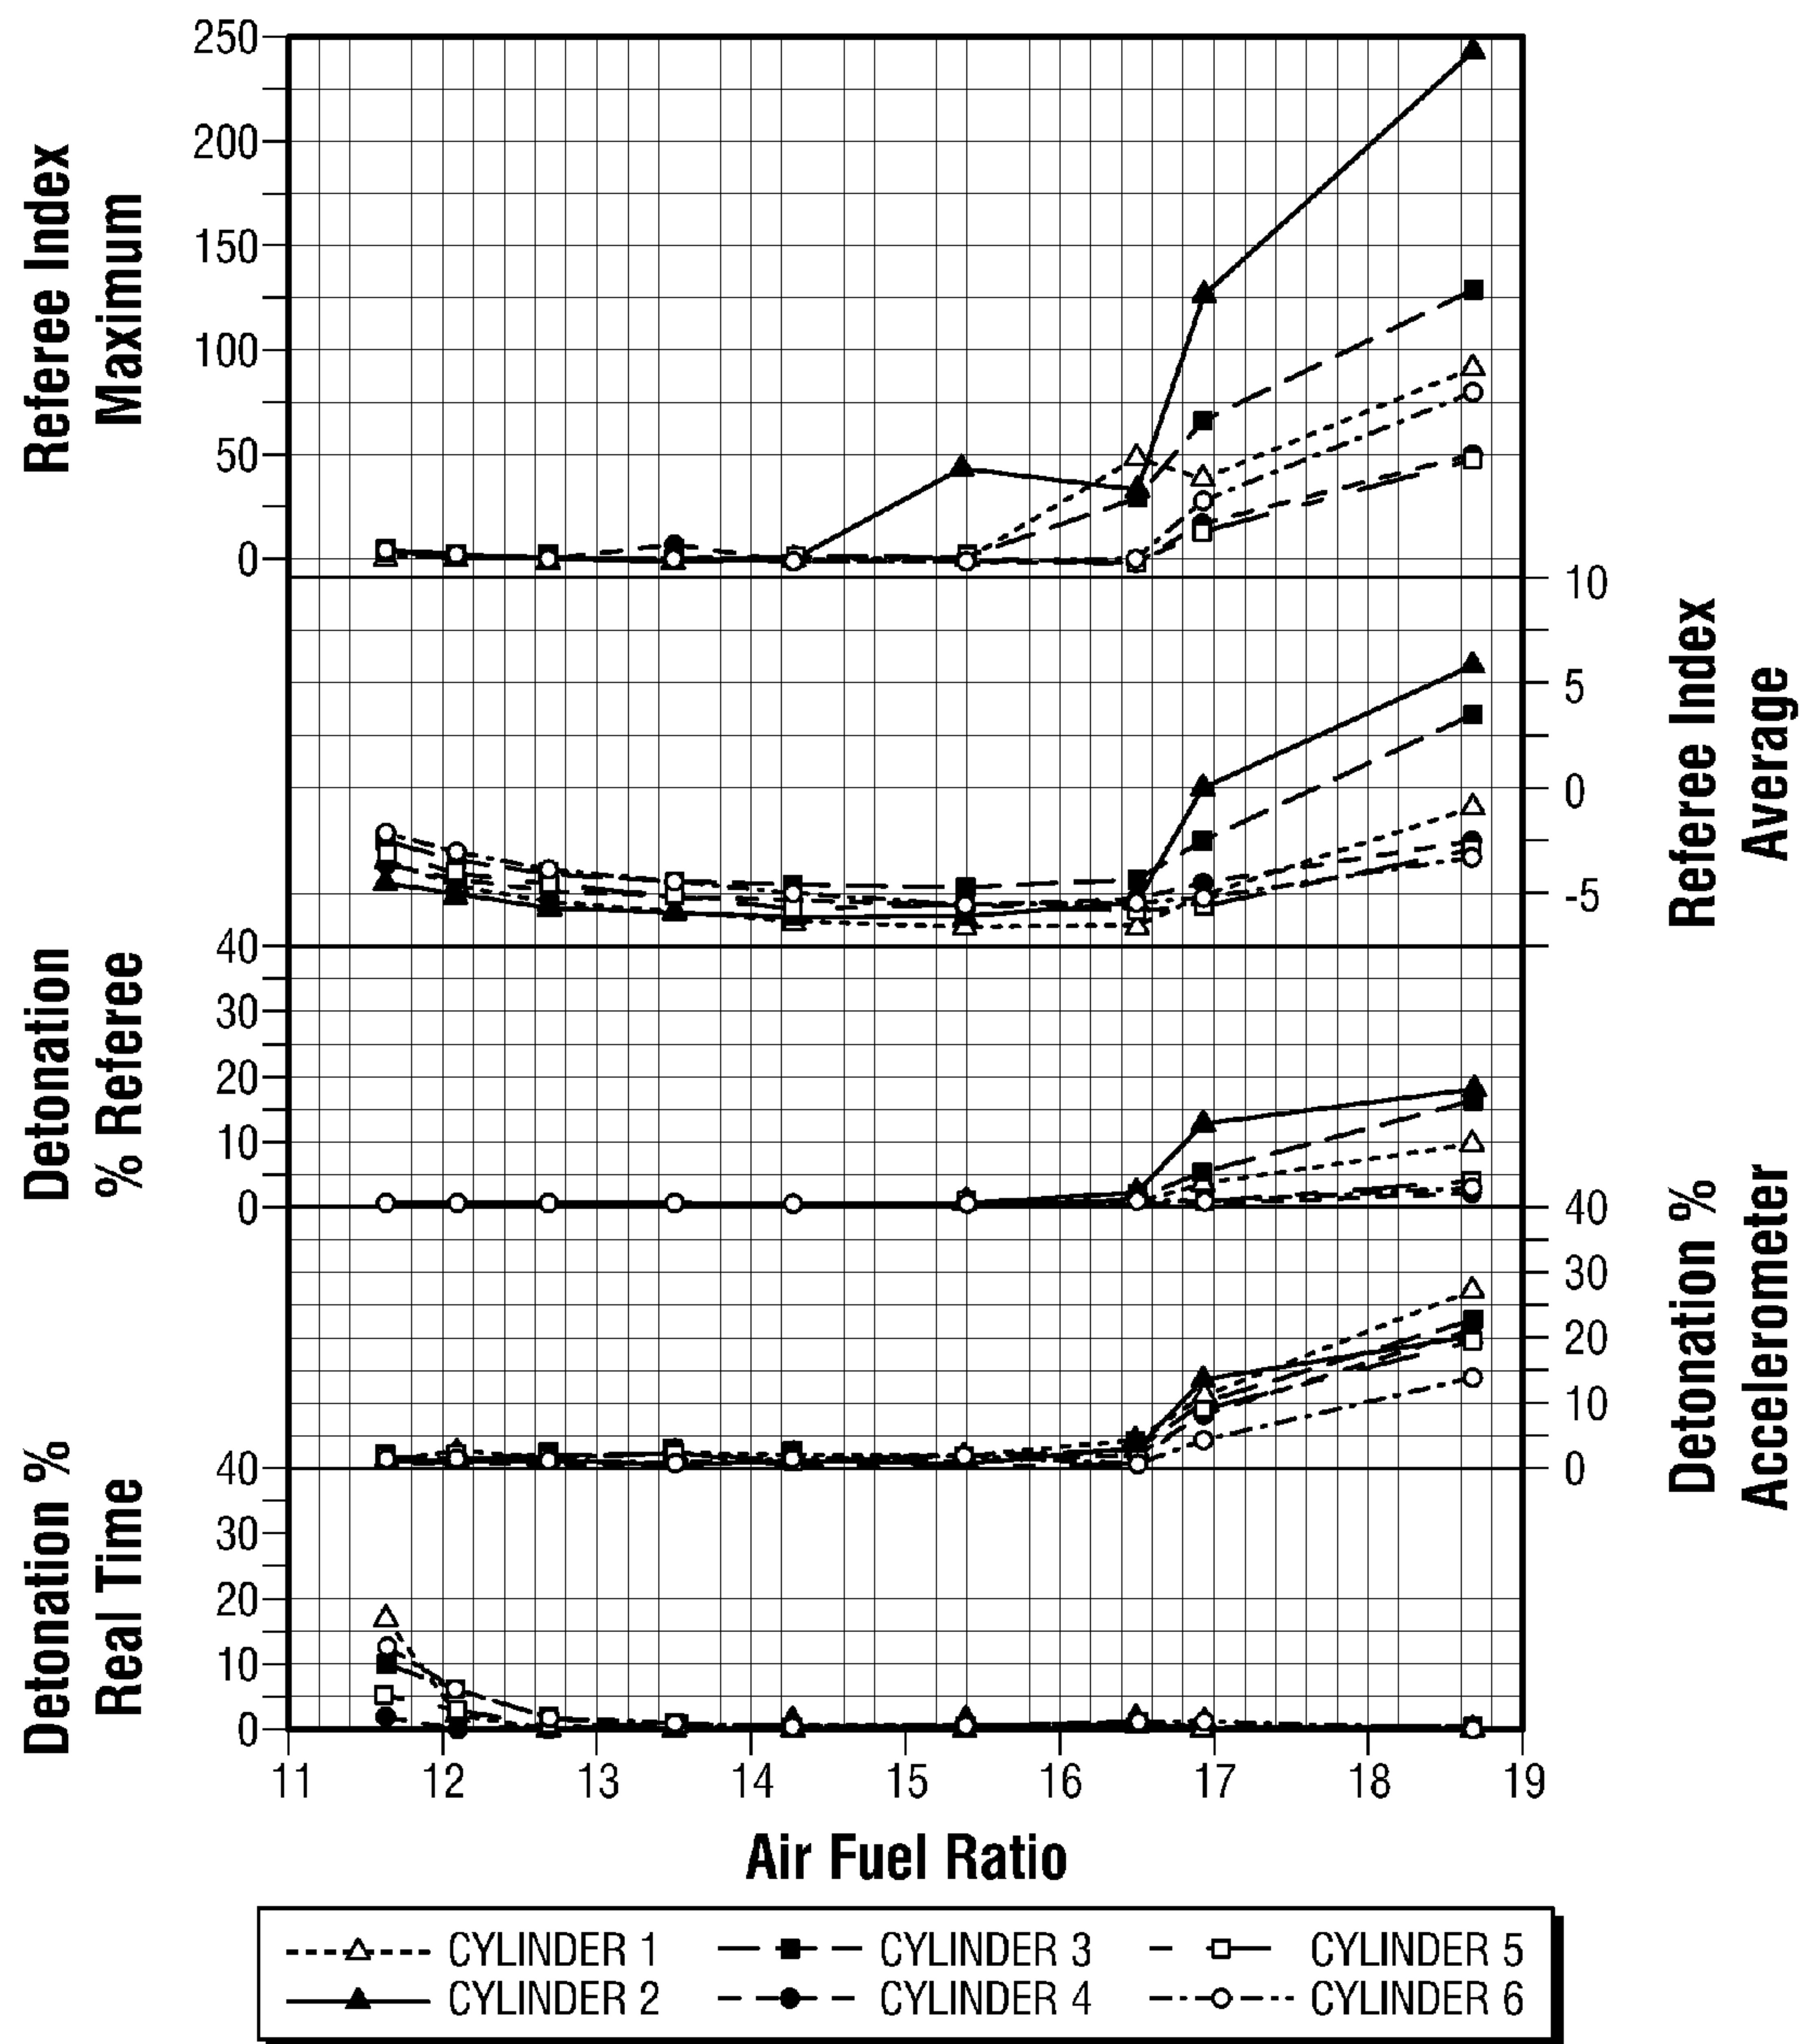 Referee Index
Maximum
250
200
150
100
50
0
10
5
0
-5
Referee Index
Average
Detonation
% Referee
40
30
20
10
0
40
30
20
10
0
Detonation %
Accelerometer
Detonation %
Real Time
40
30
20
10
0
11 12 13 14 15 16 17 18 19
Air Fuel Ratio
CYLINDER 1 CYLINDER 3 CYLINDER 5
CYLINDER 2 CYLINDER 4 CYLINDER 6